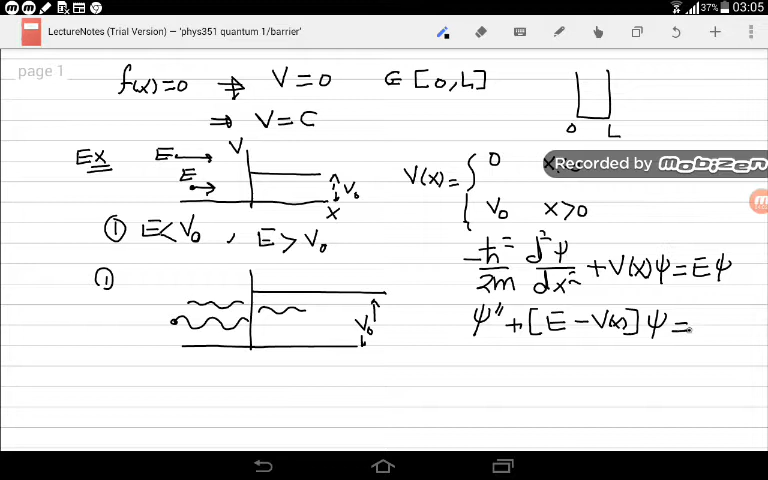 37% 03:05
LectureNotes (Trial Version) — 'phys351 quantum 1/barrier'
page 1
f(x)=0 ⇒ V=0 ∈ [0,L]
⇒ V=C
0 L
EX E → V
E → V₀
x
V(x)= { 0
V₀ x>0
Recorded by mobizen
① E<V₀ , E>V₀
-ħ²/2m d²ψ/dx² + V(x)ψ = Eψ
①
V₀
ψ'' + [E - V(x)] ψ =